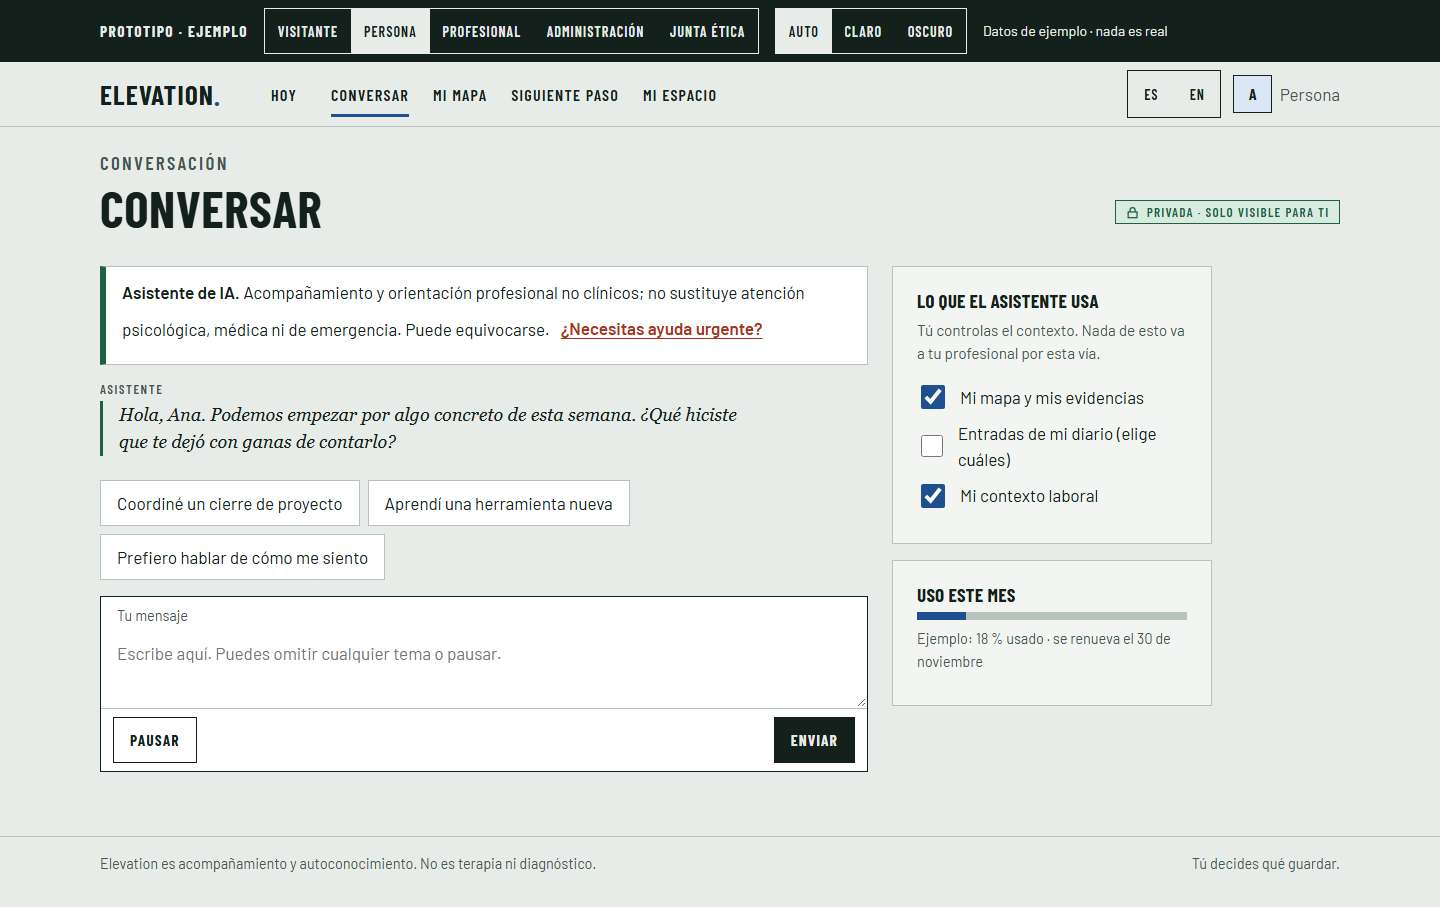 PROTOTIPO · EJEMPLO
VISITANTE
PERSONA
PROFESIONAL
ADMINISTRACIÓN
JUNTA ÉTICA
AUTO
CLARO
OSCURO
Datos de ejemplo · nada es real
ELEVATION.
HOY
CONVERSAR
MI MAPA
SIGUIENTE PASO
MI ESPACIO
ES
EN
A
Persona
CONVERSACIÓN
CONVERSAR
PRIVADA · SOLO VISIBLE PARA TI
Asistente de IA. Acompañamiento y orientación profesional no clínicos; no sustituye atención
psicológica, médica ni de emergencia. Puede equivocarse. ¿Necesitas ayuda urgente?
ASISTENTE
Hola, Ana. Podemos empezar por algo concreto de esta semana. ¿Qué hiciste
que te dejó con ganas de contarlo?
Coordiné un cierre de proyecto
Aprendí una herramienta nueva
Prefiero hablar de cómo me siento
Tu mensaje
Escribe aquí. Puedes omitir cualquier tema o pausar.
PAUSAR
ENVIAR
LO QUE EL ASISTENTE USA
Tú controlas el contexto. Nada de esto va
a tu profesional por esta vía.
Mi mapa y mis evidencias
Entradas de mi diario (elige
cuáles)
Mi contexto laboral
USO ESTE MES
Ejemplo: 18 % usado · se renueva el 30 de
noviembre
Elevation es acompañamiento y autoconocimiento. No es terapia ni diagnóstico.
Tú decides qué guardar.